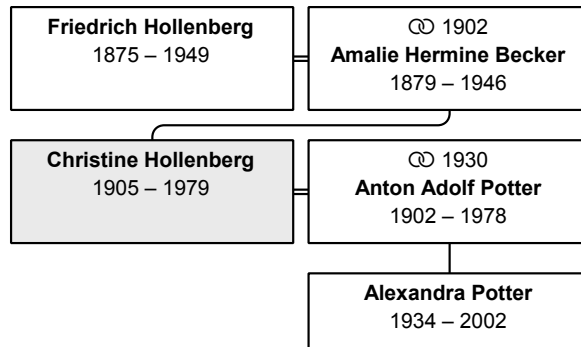 Friedrich Hollenberg
1875 – 1949
⚭ 1902
Amalie Hermine Becker
1879 – 1946
Christine Hollenberg
1905 – 1979
⚭ 1930
Anton Adolf Potter
1902 – 1978
Alexandra Potter
1934 – 2002